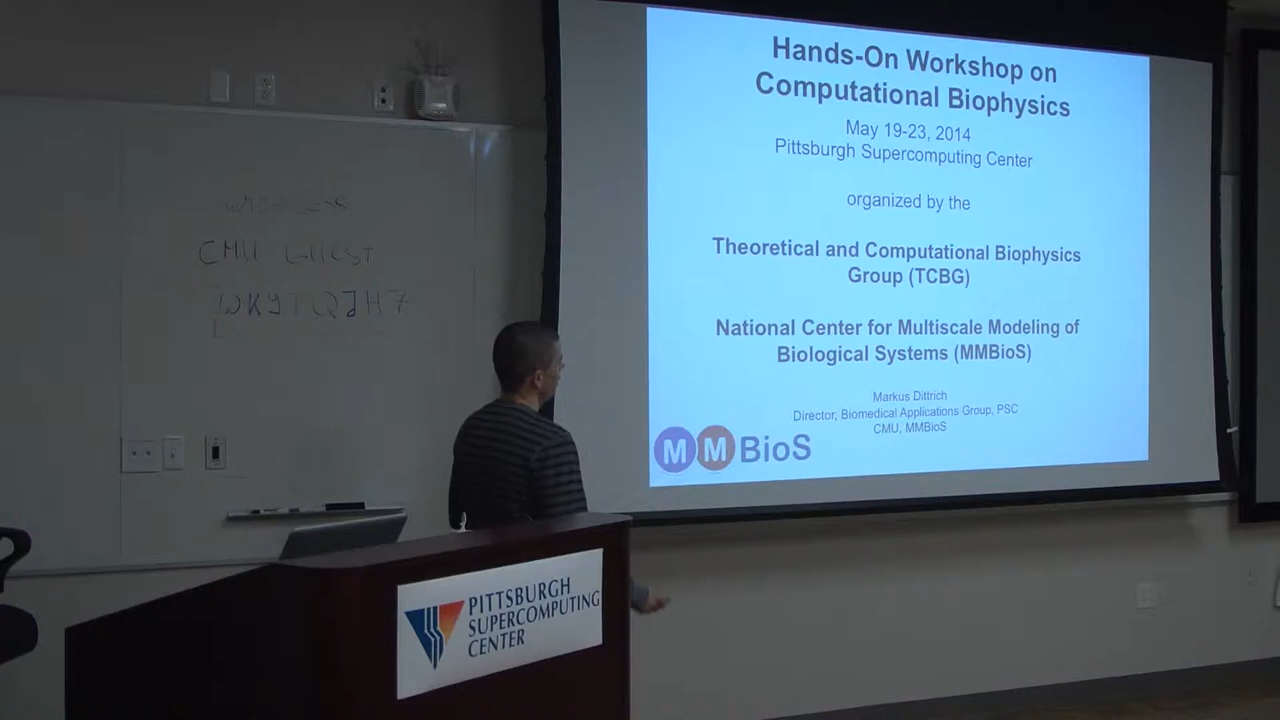 WIRELESS
CMU GUEST
WKYTQJH7
Hands-On Workshop on
Computational Biophysics
May 19-23, 2014
Pittsburgh Supercomputing Center
organized by the
Theoretical and Computational Biophysics
Group (TCBG)
National Center for Multiscale Modeling of
Biological Systems (MMBioS)
Markus Dittrich
Director, Biomedical Applications Group, PSC
CMU, MMBioS
MMBioS
PITTSBURGH
SUPERCOMPUTING
CENTER